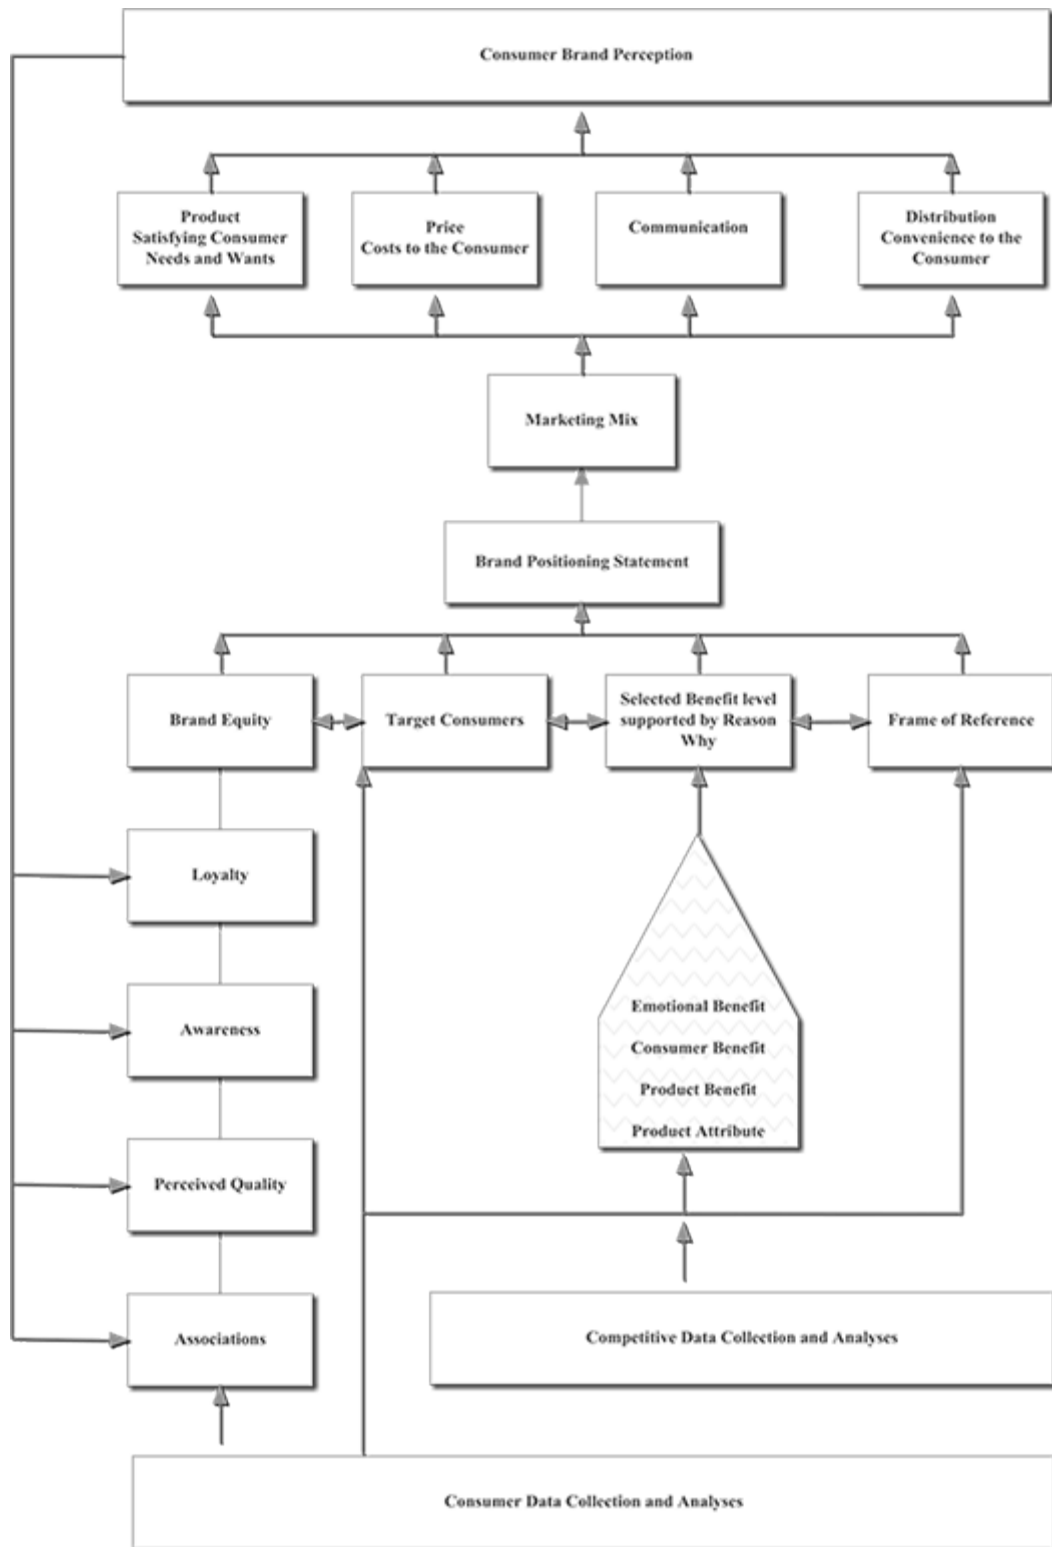 Consumer Brand Perception
Product
Satisfying Consumer
Needs and Wants
Price
Costs to the Consumer
Communication
Distribution
Convenience to the
Consumer
Marketing Mix
Brand Positioning Statement
Brand Equity
Target Consumers
Selected Benefit level
supported by Reason
Why
Frame of Reference
Loyalty
Awareness
Perceived Quality
Associations
Emotional Benefit
Consumer Benefit
Product Benefit
Product Attribute
Competitive Data Collection and Analyses
Consumer Data Collection and Analyses